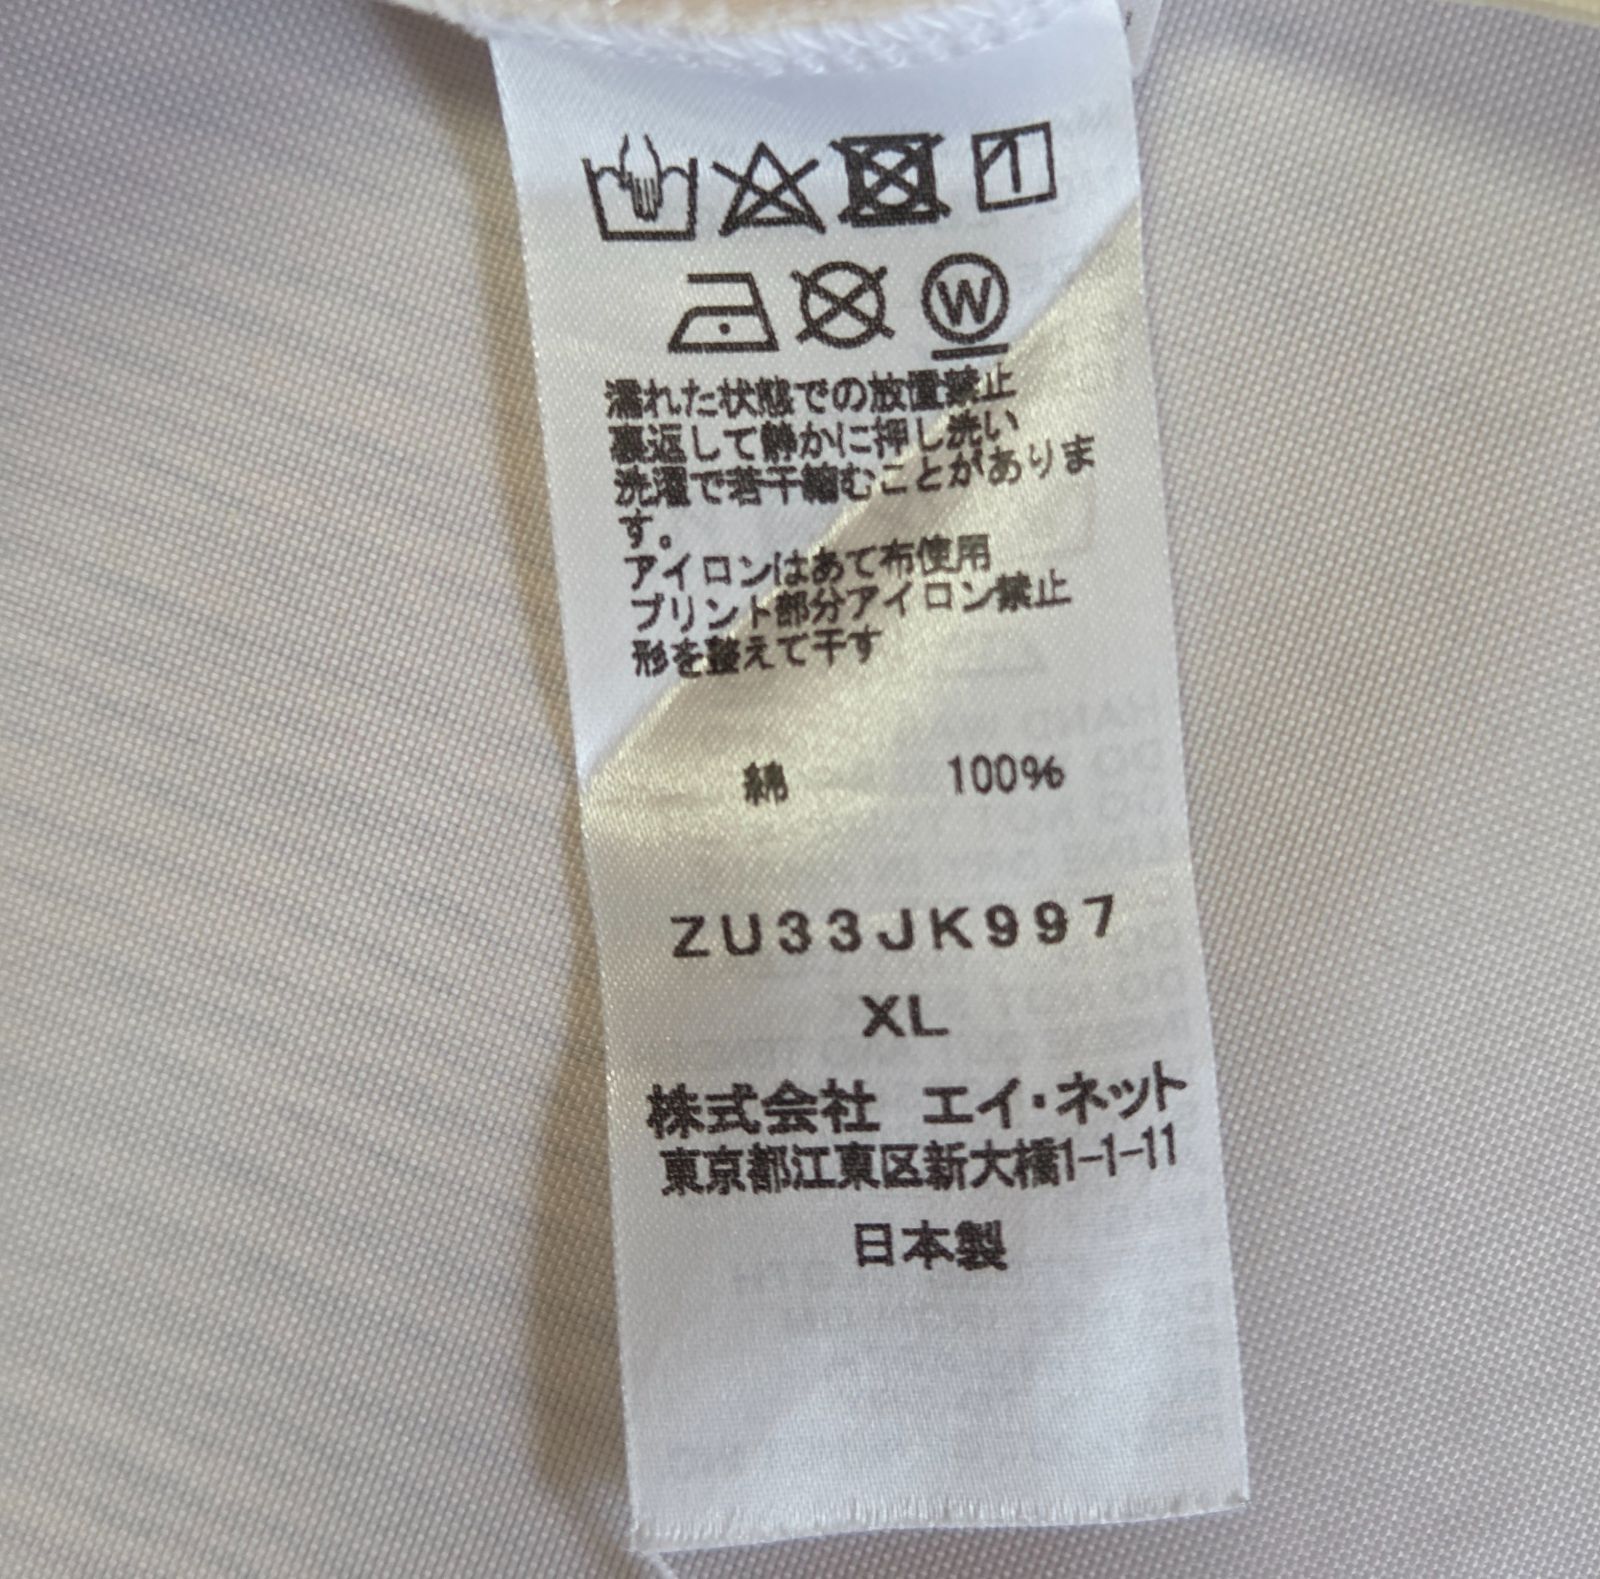 W
濡れた状態での放置禁止
裏返して静かに押し洗い
洗濯で若干縮むことがありま
す。
アイロンはあて布使用
プリント部分アイロン禁止
形を整えて干す
綿 100%
ZU33JK997
XL
株式会社 エイ・ネット
東京都江東区新大橋1-1-11
日本製